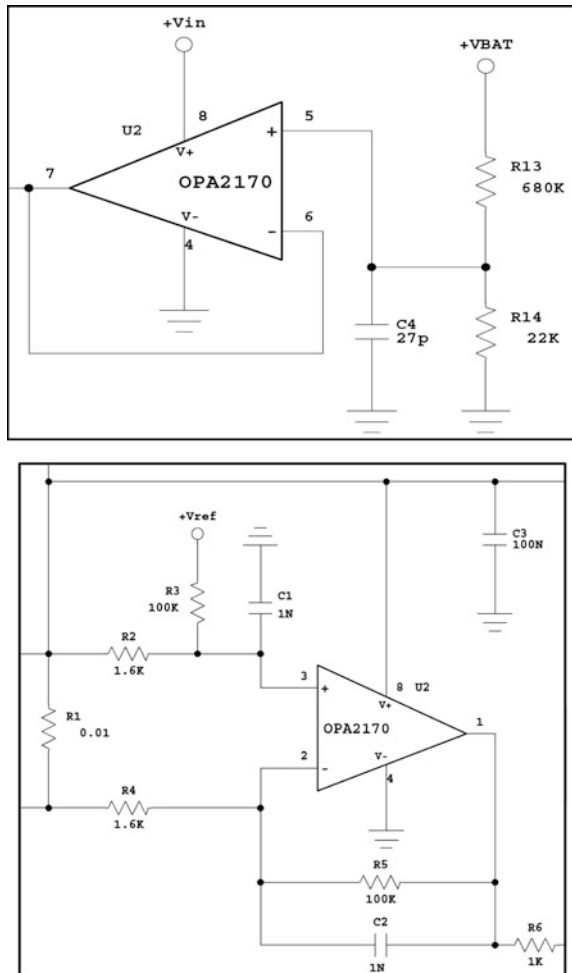 +Vin
+VBAT
U2
8
5
V+
+
R13
680K
7
OPA2170
6
V-
-
4
C4
27p
R14
22K
+Vref
R3
100K
C1
1N
C3
100N
R2
1.6K
3
+
8
U2
V+
R1
0.01
OPA2170
1
2
-
V-
4
R4
1.6K
R5
100K
C2
1N
R6
1K